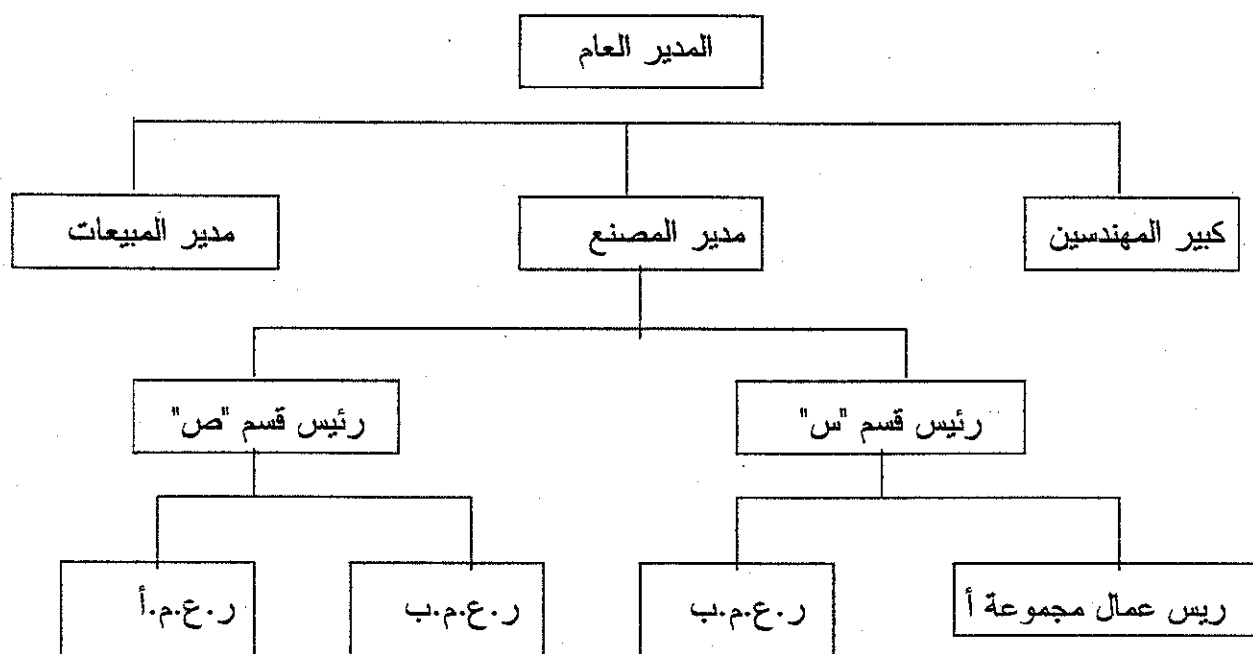 المدير العام
كبير المهندسين
مدير المصنع
مدير المبيعات
رئيس قسم "س"
رئيس قسم "ص"
ريس عمال مجموعة أ
ر.ع.م.ب
ر.ع.م.ب
ر.ع.م.أ